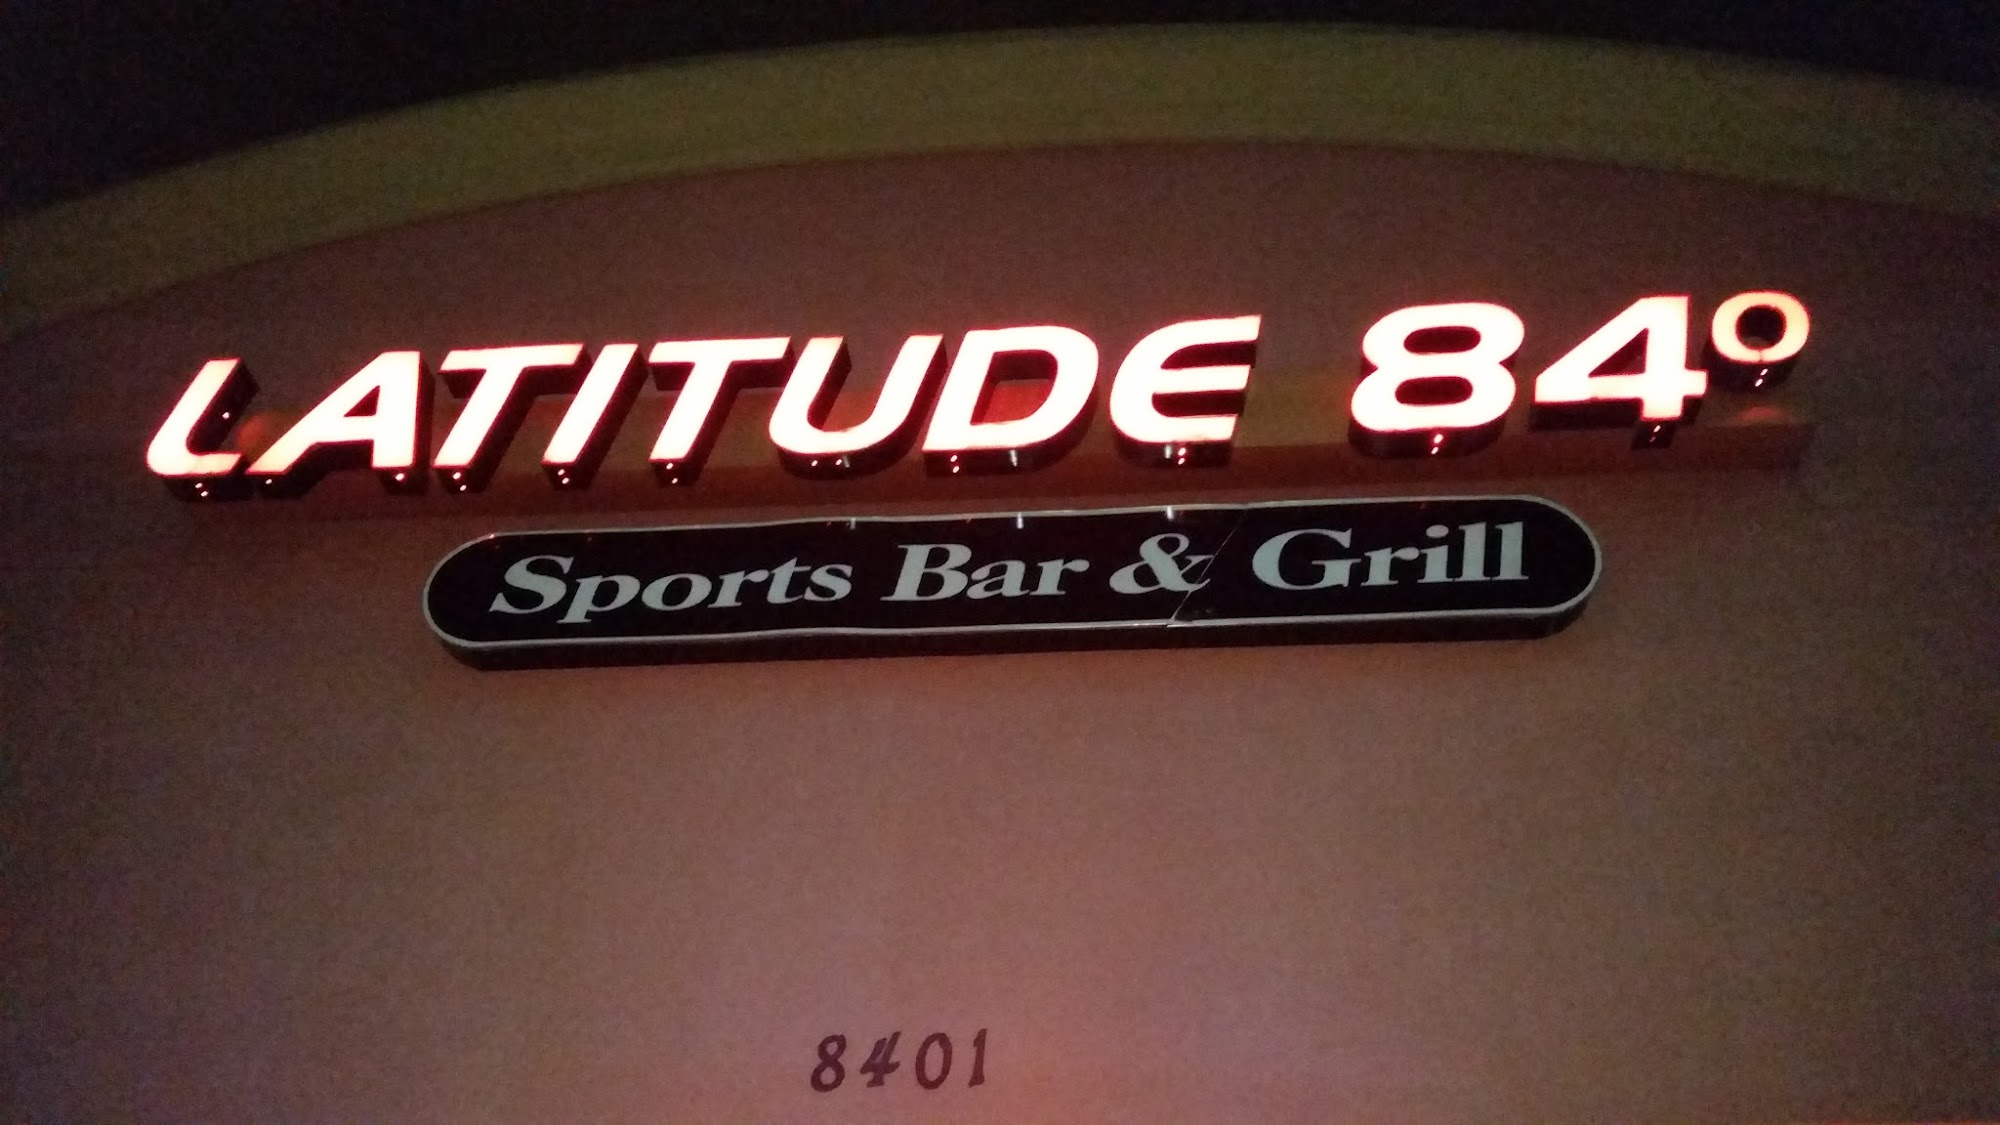 LATITUDE 84°
Sports Bar & Grill
8401